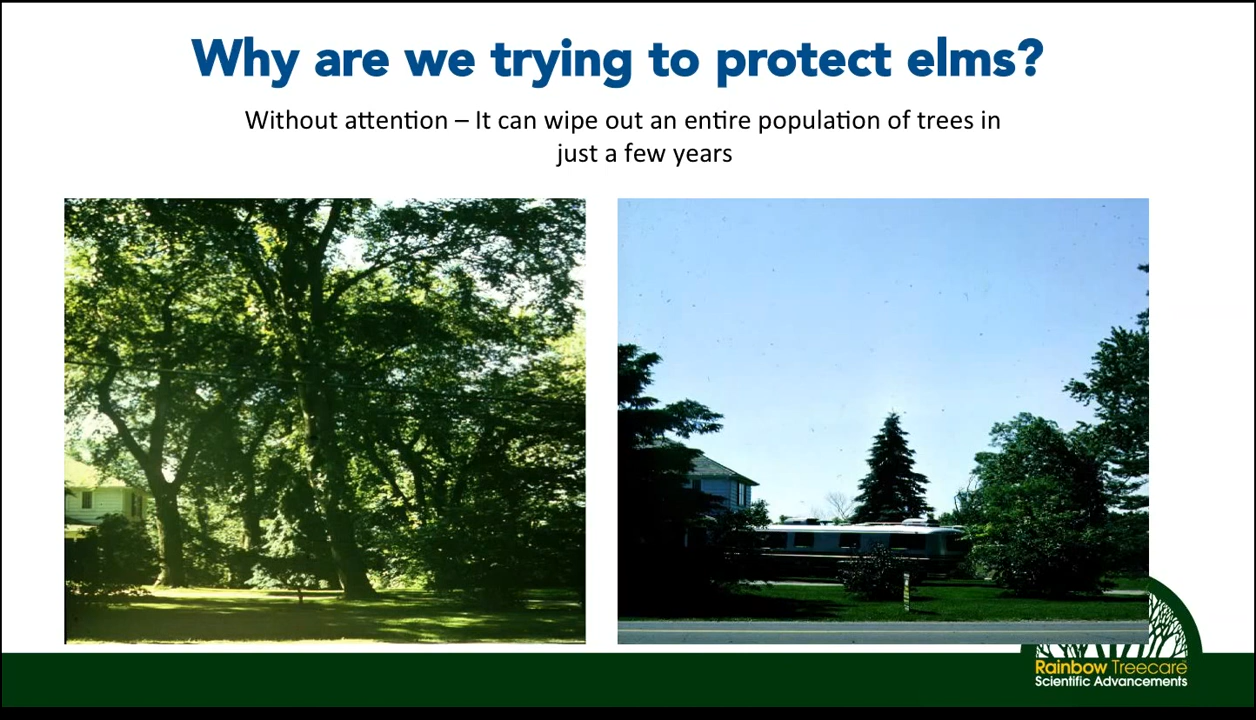 Why are we trying to protect elms?
Without attention – It can wipe out an entire population of trees in
just a few years
Rainbow Treecare
Scientific Advancements